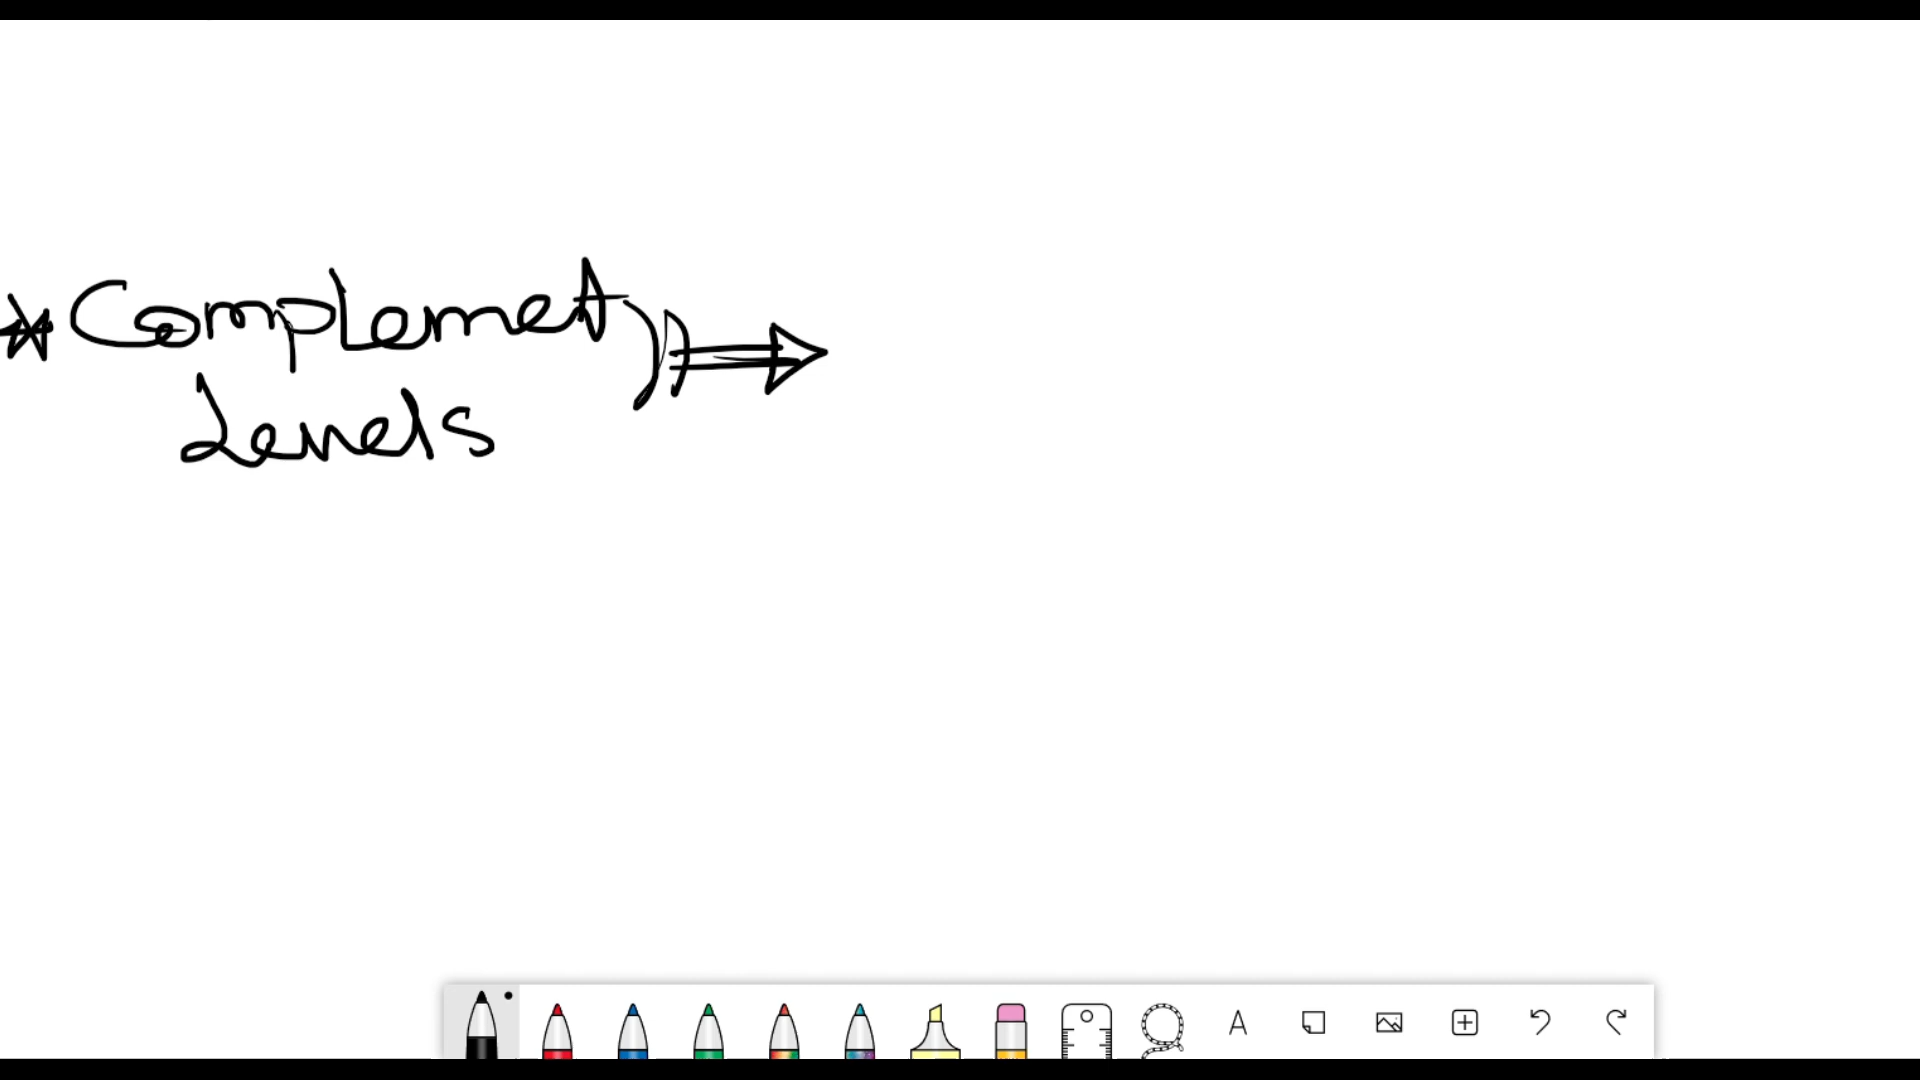 * Complemet )) ⇒
Levels
A